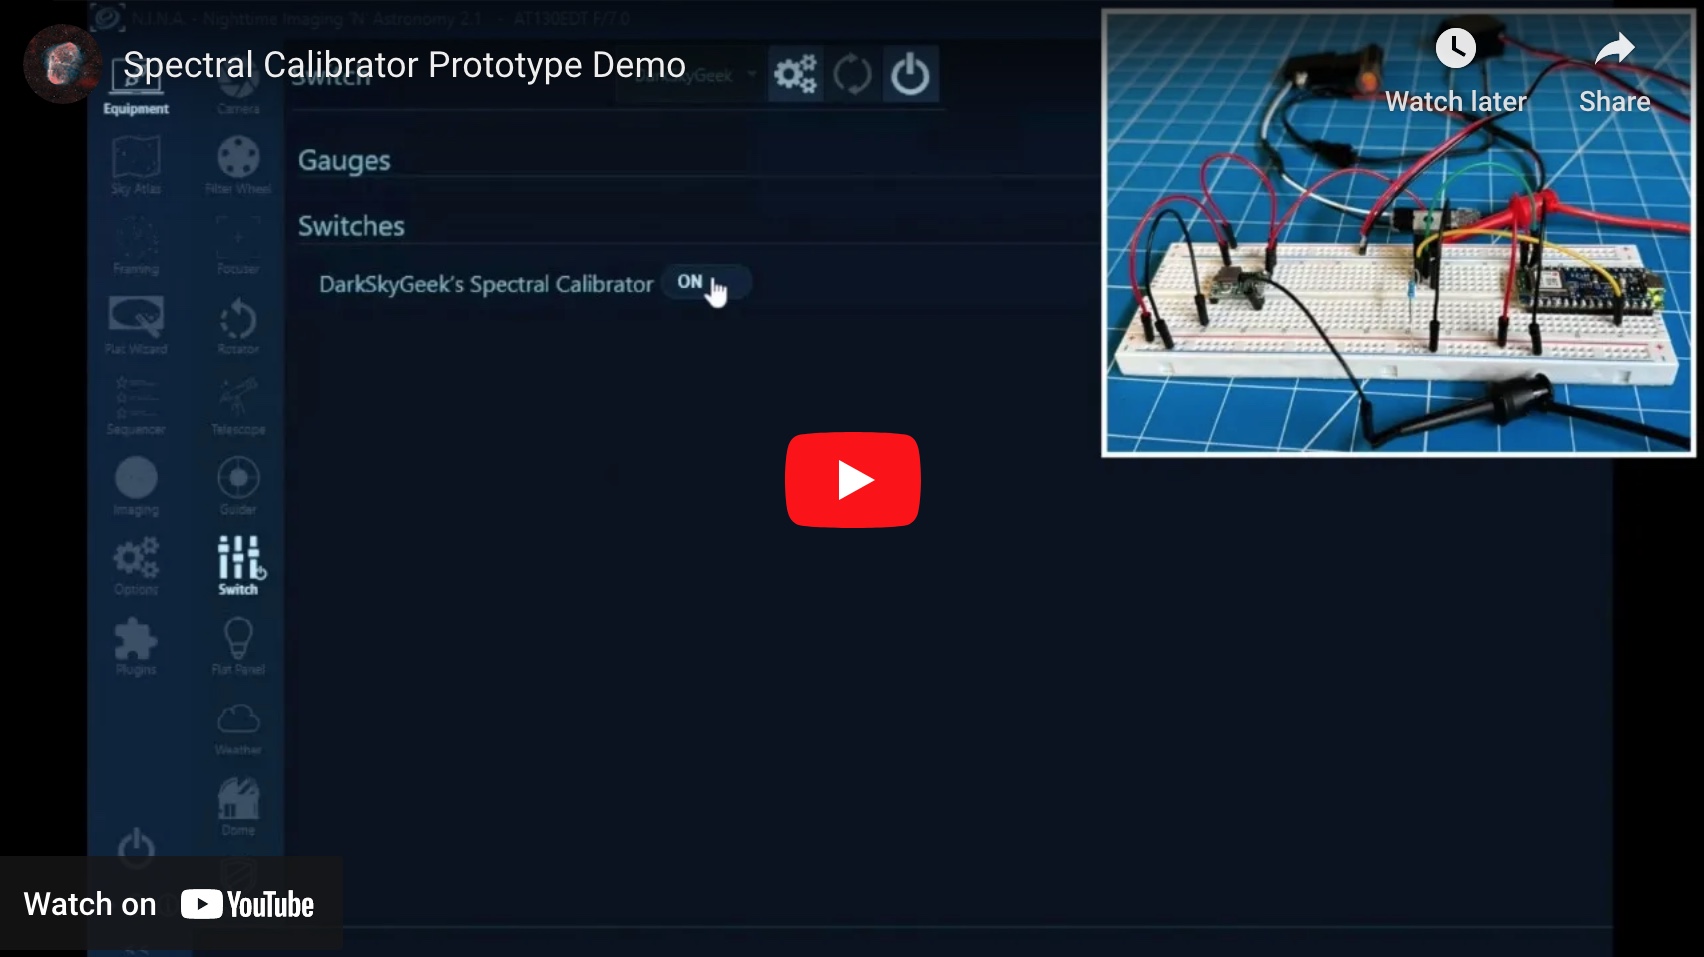 N.I.N.A. - Nighttime Imaging 'N' Astronomy 2.1 - AT130EDT F/7.0
Spectral Calibrator Prototype Demo
Switch
DarkSkyGeek
Watch later
Share
Equipment
Camera
Gauges
Sky Atlas
Filter Wheel
Switches
Framing
Focuser
DarkSkyGeek's Spectral Calibrator ON
Flat Wizard
Rotator
Sequencer
Telescope
Imaging
Guider
Options
Switch
Plugins
Flat Panel
Weather
Dome
Watch on YouTube